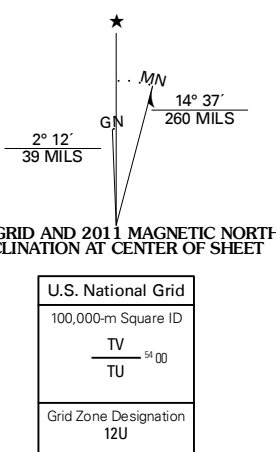 ★
MN
GN
14° 37´
260 MILS
2° 12´
39 MILS
GRID AND 2011 MAGNETIC NORTH
CLINATION AT CENTER OF SHEET
U.S. National Grid
100,000-m Square ID
TV
54 00
TU
Grid Zone Designation
12U